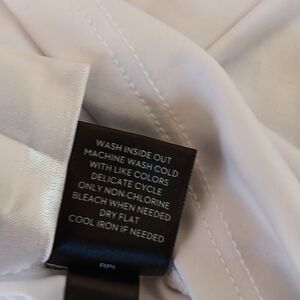 WASH INSIDE OUT
MACHINE WASH COLD
WITH LIKE COLORS
DELICATE CYCLE
ONLY NON-CHLORINE
BLEACH WHEN NEEDED
DRY FLAT
COOL IRON IF NEEDED
RPI